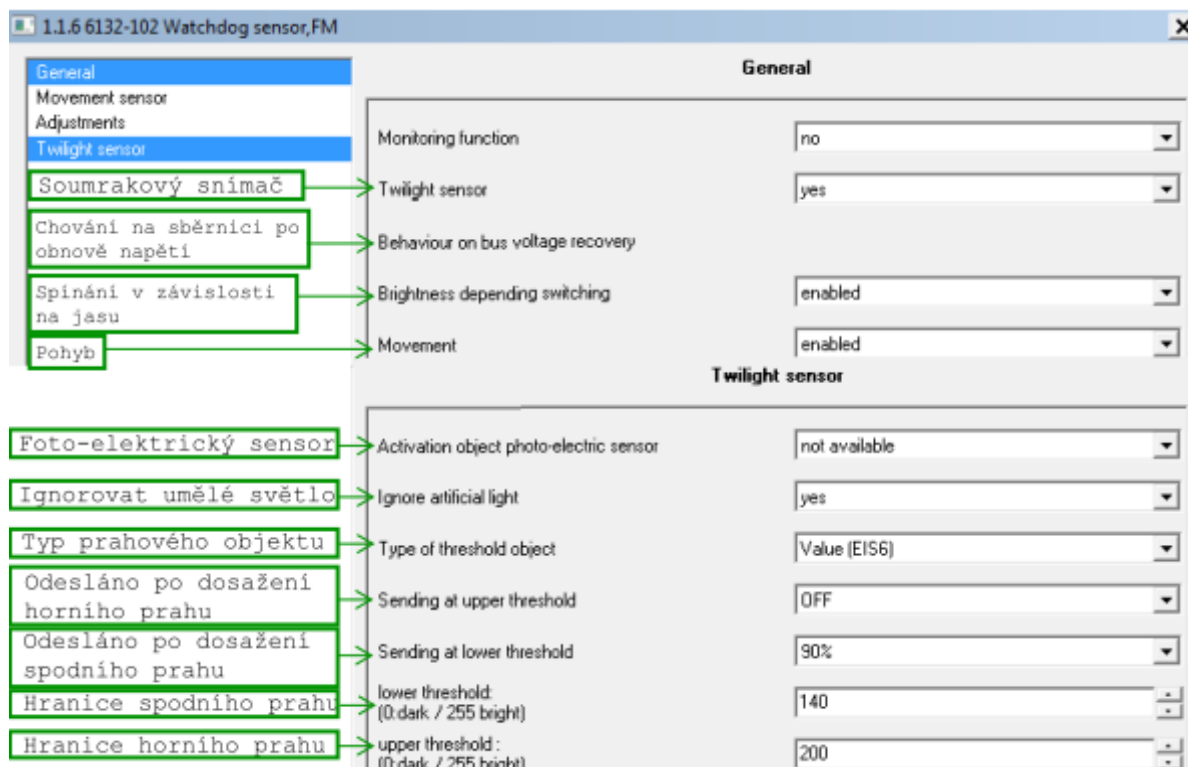 1.1.6 6132-102 Watchdog sensor,FM
General
Movement sensor
Adjustments
Twilight sensor
General
Monitoring function no
Soumrakový snímač Twilight sensor yes
Chování na sběrnici po
obnově napětí
Behaviour on bus voltage recovery
Spínání v závislosti
na jasu
Brightness depending switching enabled
Pohyb Movement enabled
Twilight sensor
Foto-elektrický sensor Activation object photo-electric sensor not available
Ignorovat umělé světlo Ignore artificial light yes
Typ prahového objektu Type of threshold object Value (EIS6)
Odesláno po dosažení
horního prahu
Sending at upper threshold OFF
Odesláno po dosažení
spodního prahu
Sending at lower threshold 90%
Hranice spodního prahu lower threshold:
(0:dark / 255 bright) 140
Hranice horního prahu upper threshold :
(0:dark / 255 bright) 200